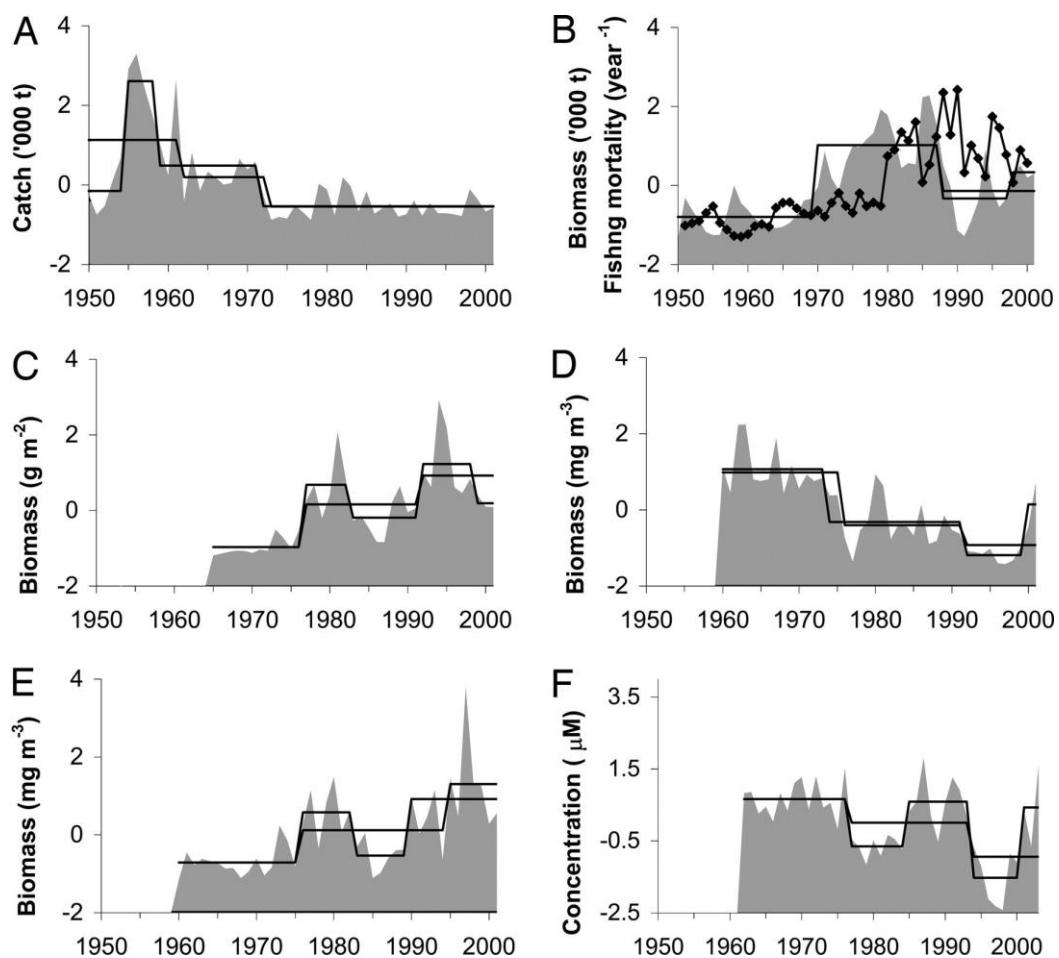 A
Catch ('000 t)
4
2
0
-2
1950 1960 1970 1980 1990 2000
B
Biomass ('000 t)
Fishng mortality (year -1)
4
2
0
-2
1950 1960 1970 1980 1990 2000
C
Biomass (g m-2)
4
2
0
-2
1950 1960 1970 1980 1990 2000
D
Biomass (mg m-3)
4
2
0
-2
1950 1960 1970 1980 1990 2000
E
Biomass (mg m-3)
4
2
0
-2
1950 1960 1970 1980 1990 2000
F
Concentration ( μM)
3.5
1.5
-0.5
-2.5
1950 1960 1970 1980 1990 2000